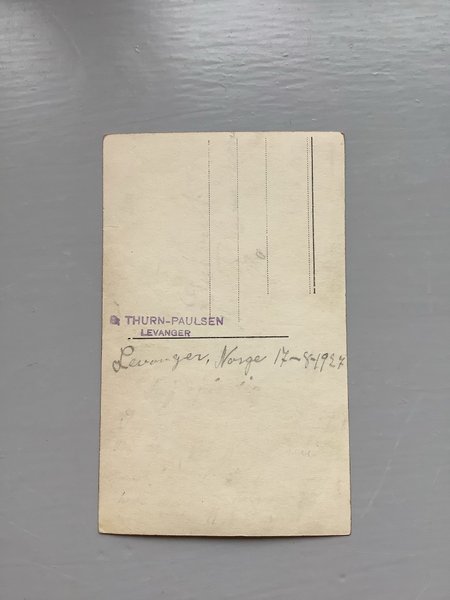 THURN-PAULSEN
LEVANGER
Levanger, Norge 17-8-1927